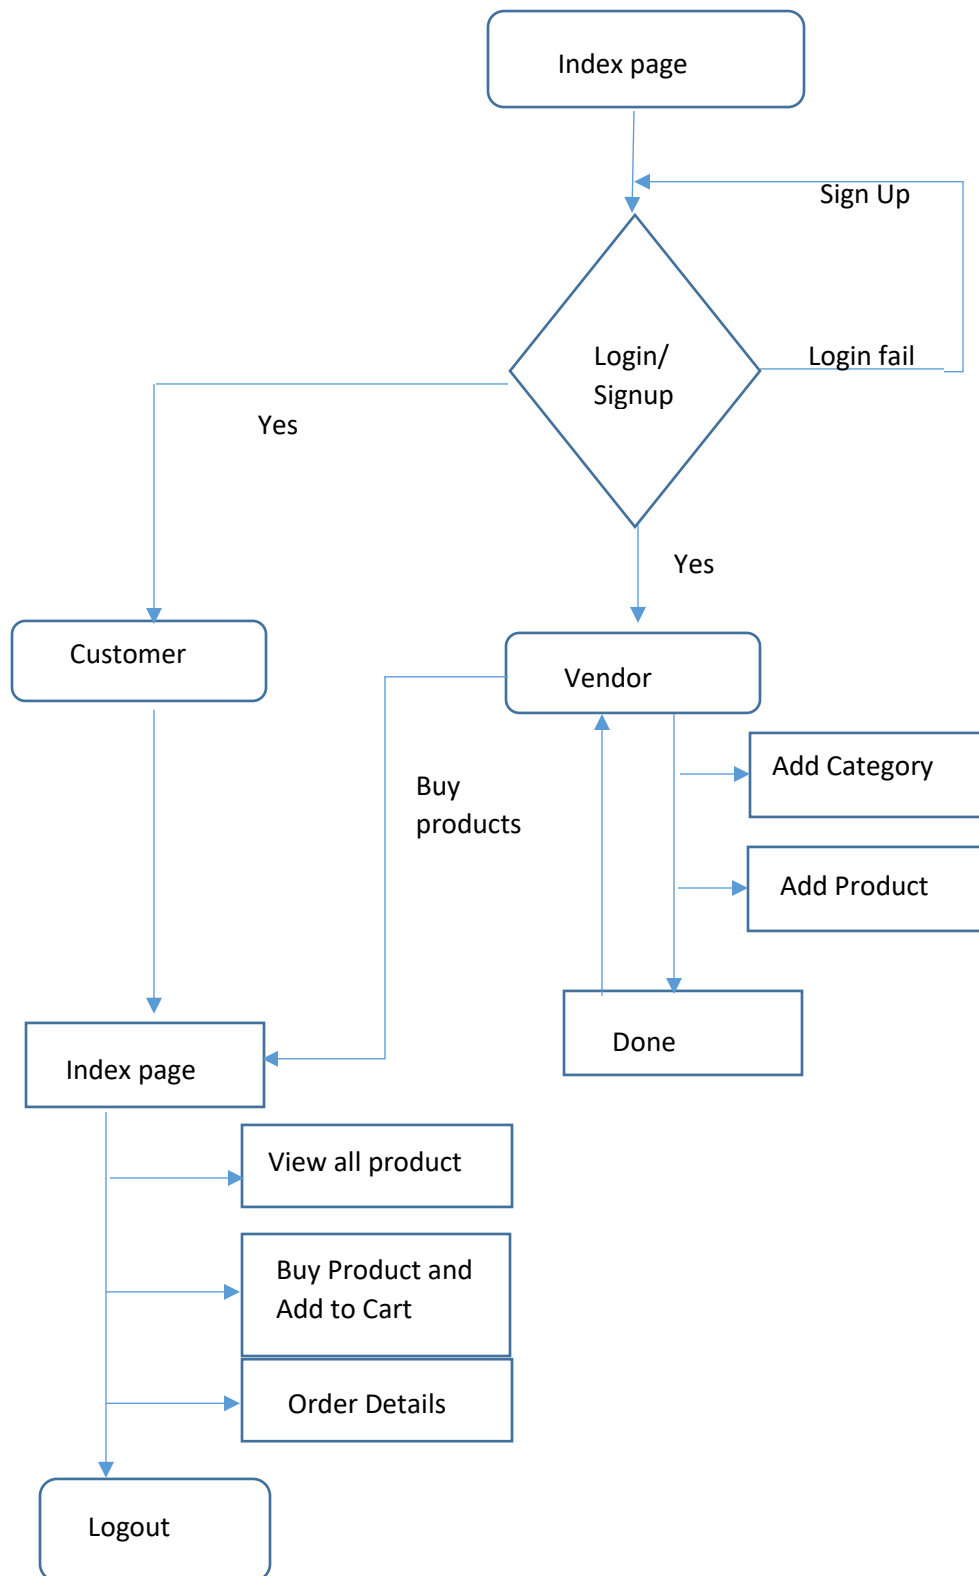 Index page
Sign Up
Login/
Signup
Login fail
Yes
Yes
Customer
Vendor
Add Category
Buy
products
Add Product
Done
Index page
View all product
Buy Product and
Add to Cart
Order Details
Logout